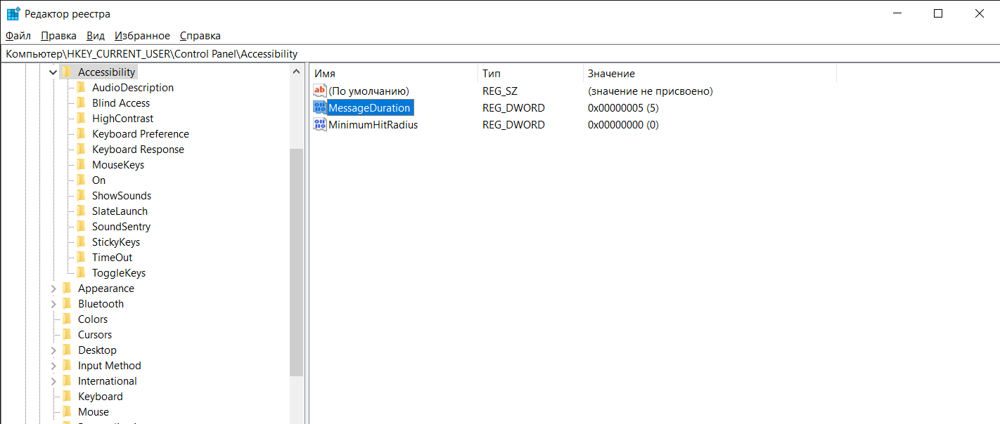 Редактор реестра
Файл Правка Вид Избранное Справка
Компьютер\HKEY_CURRENT_USER\Control Panel\Accessibility
Accessibility
AudioDescription
Blind Access
HighContrast
Keyboard Preference
Keyboard Response
MouseKeys
On
ShowSounds
SlateLaunch
SoundSentry
StickyKeys
TimeOut
ToggleKeys
Appearance
Bluetooth
Colors
Cursors
Desktop
Input Method
International
Keyboard
Mouse
Имя Тип Значение
(По умолчанию) REG_SZ (значение не присвоено)
MessageDuration REG_DWORD 0x00000005 (5)
MinimumHitRadius REG_DWORD 0x00000000 (0)